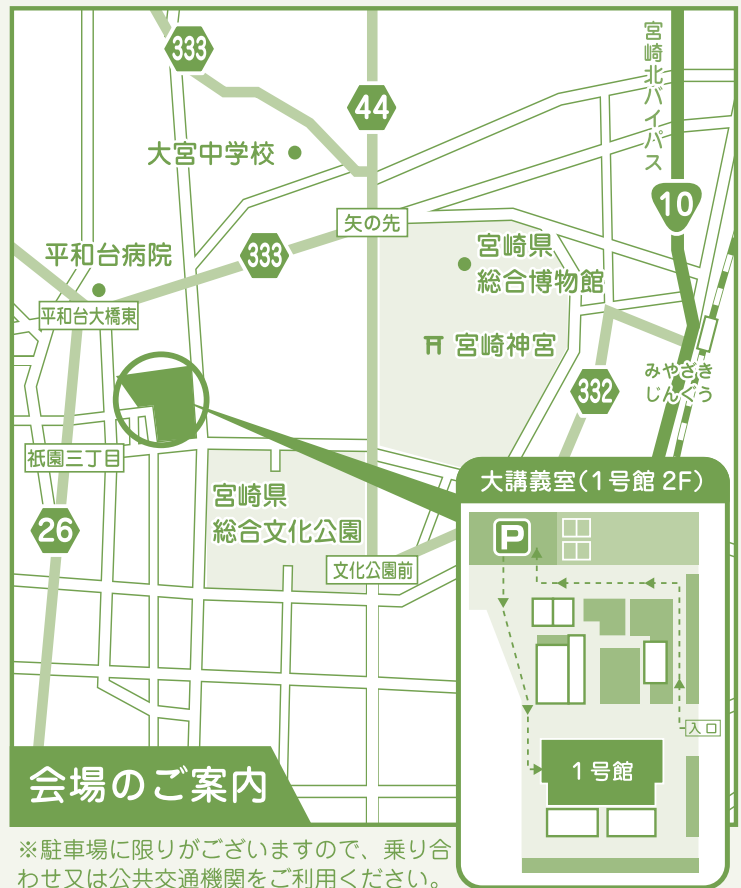 宮崎北バイパス
333
44
大宮中学校
10
矢の先
平和台病院
333
宮崎県
総合博物館
平和台大橋東
宮崎神宮
みやざき
じんぐう
332
祇園三丁目
大講義室(1号館 2F)
宮崎県
総合文化公園
26
P
文化公園前
入口
1号館
会場のご案内
※駐車場に限りがございますので、乗り合
わせ又は公共交通機関をご利用ください。